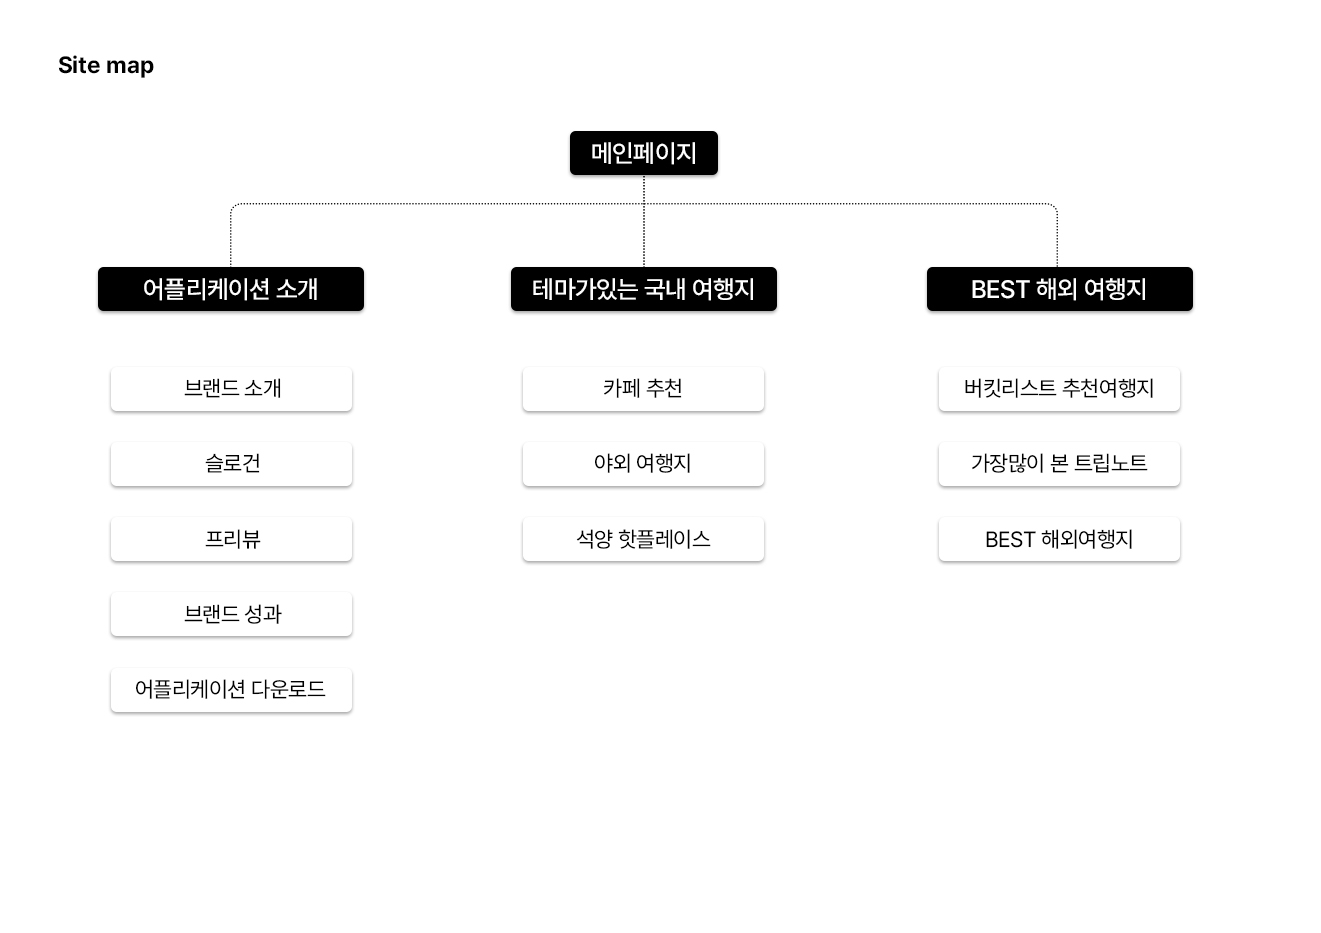 Site map
메인페이지
어플리케이션 소개
테마가있는 국내 여행지
BEST 해외 여행지
브랜드 소개
슬로건
프리뷰
브랜드 성과
어플리케이션 다운로드
카페 추천
야외 여행지
석양 핫플레이스
버킷리스트 추천여행지
가장많이 본 트립노트
BEST 해외여행지